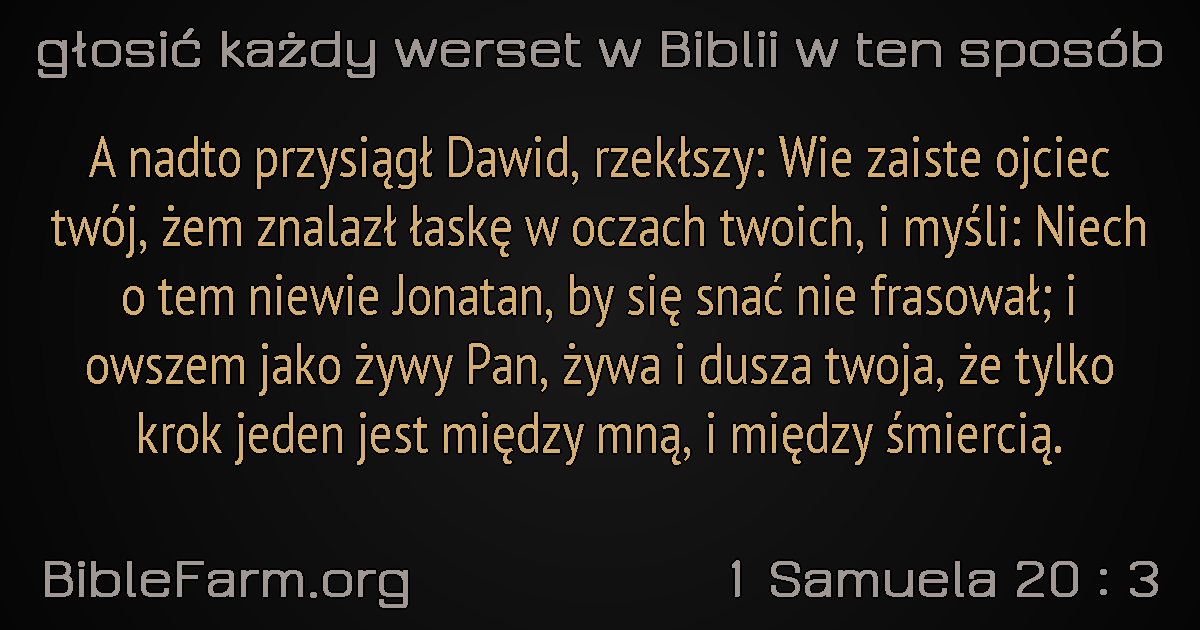 głosić każdy werset w Biblii w ten sposób
A nadto przysiągł Dawid, rzekłszy: Wie zaiste ojciec
twój, żem znalazł łaskę w oczach twoich, i myśli: Niech
o tem niewie Jonatan, by się snać nie frasował; i
owszem jako żywy Pan, żywa i dusza twoja, że tylko
krok jeden jest między mną, i między śmiercią.
BibleFarm.org
1 Samuela 20 : 3